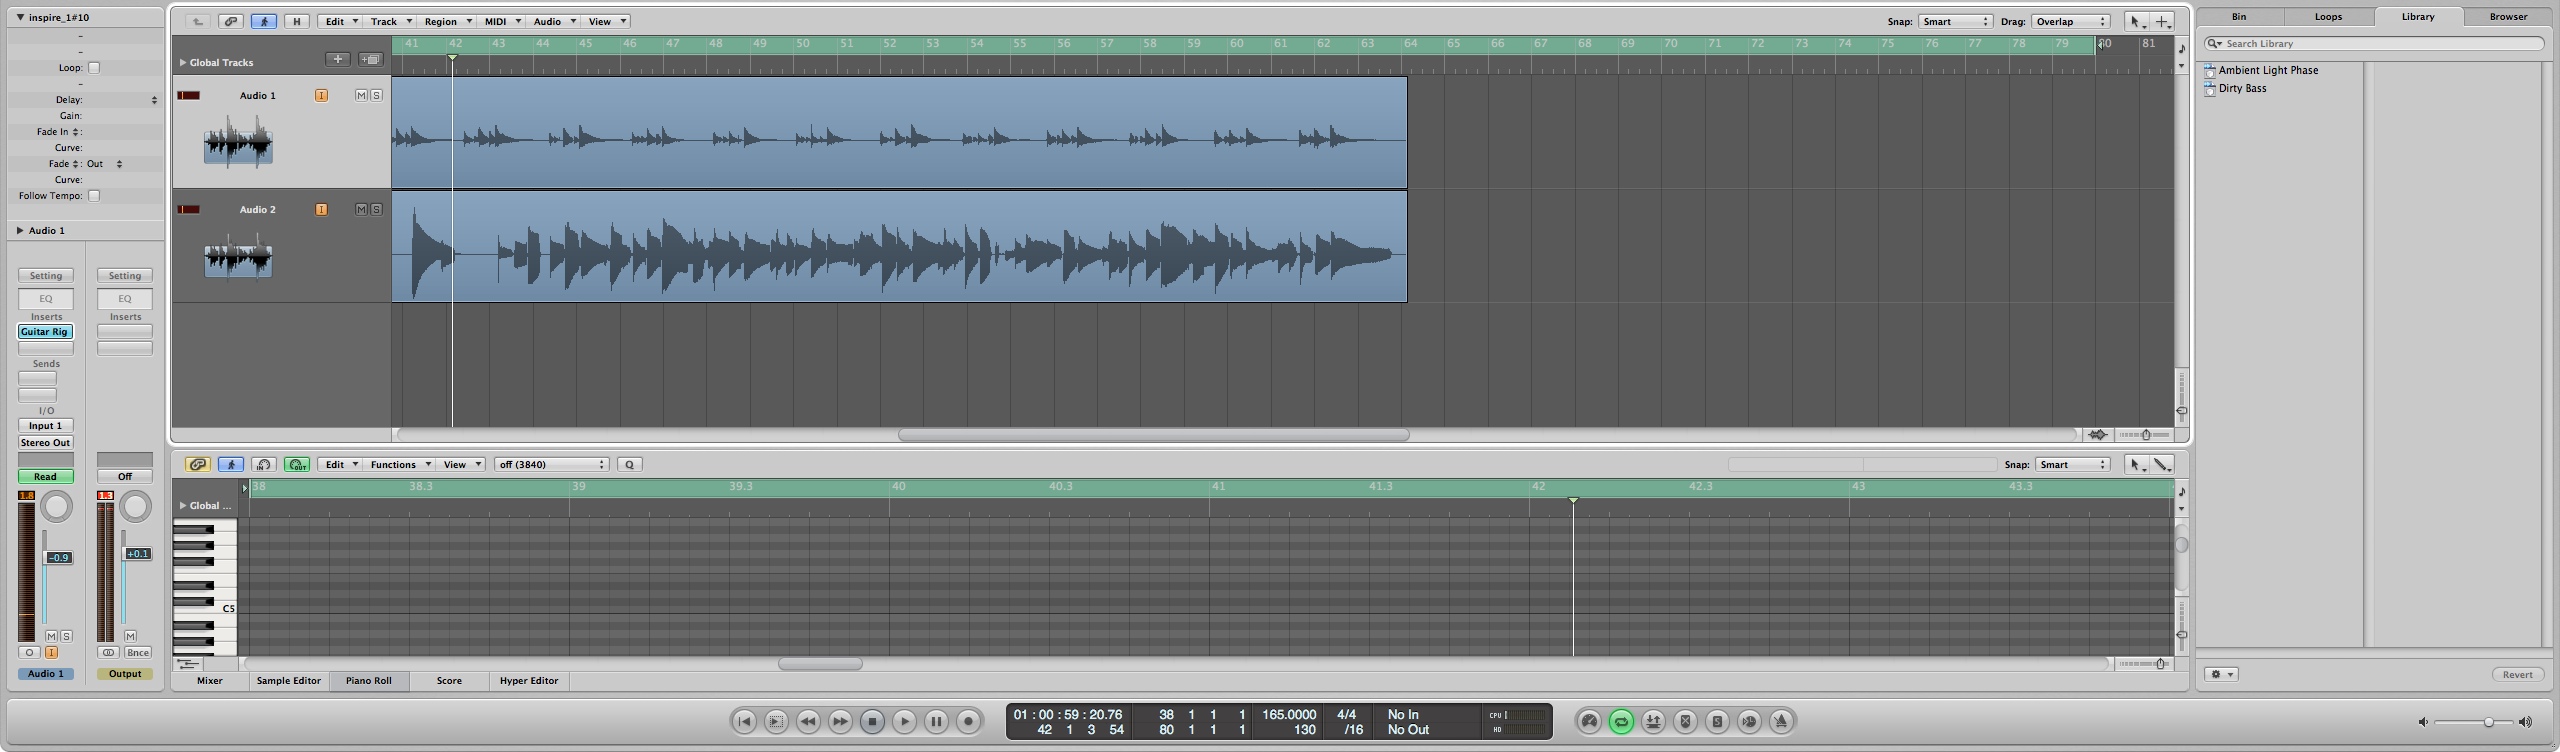 inspire_1#10
–
–
Loop:
–
Delay:
Gain:
Fade In :
Curve:
Fade : Out
Curve:
Follow Tempo:
Audio 1
Setting Setting
EQ EQ
Inserts Inserts
Guitar Rig
Sends
I/O
Input 1
Stereo Out
Read Off
1.8 1.3
-0.9 +0.1
M S M
O I Bnce
Audio 1 Output
H Edit Track Region MIDI Audio View Snap: Smart Drag: Overlap
41 42 43 44 45 46 47 48 49 50 51 52 53 54 55 56 57 58 59 60 61 62 63 64 65 66 67 68 69 70 71 72 73 74 75 76 77 78 79 80 81
Global Tracks
Audio 1 I M S
Audio 2 I M S
IN OUT Edit Functions View off (3840) Q Snap: Smart
38 38.3 39 39.3 40 40.3 41 41.3 42 42.3 43 43.3
Global ...
C5
Mixer Sample Editor Piano Roll Score Hyper Editor
Bin Loops Library Browser
Search Library
Ambient Light Phase
Dirty Bass
Revert
01 : 00 : 59 : 20.76 38 1 1 1 165.0000 4/4 No In CPU
42 1 3 54 80 1 1 1 130 /16 No Out HD
S